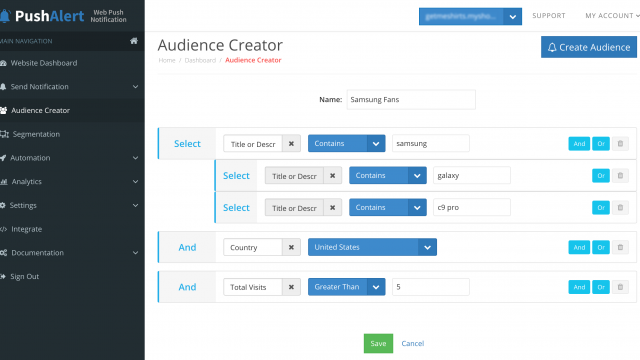 PushAlert
Web Push
Notification
MAIN NAVIGATION
Website Dashboard
Send Notification
Audience Creator
Segmentation
Automation
Analytics
Settings
Integrate
Documentation
Sign Out
SUPPORT
MY ACCOUNT
Audience Creator
Home / Dashboard / Audience Creator
Create Audience
Name: Samsung Fans
Select Title or Descr Contains samsung And Or
Select Title or Descr Contains galaxy Or
Select Title or Descr Contains c9 pro Or
And Country United States And Or
And Total Visits Greater Than 5 And Or
Save Cancel